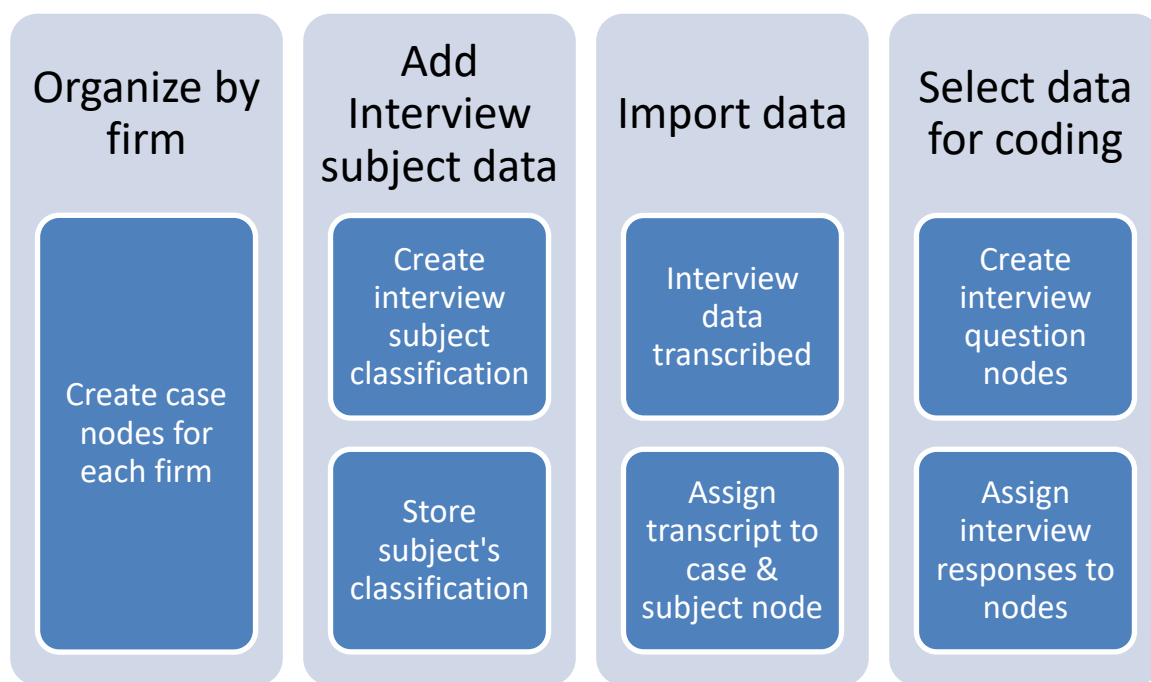 Organize by
firm
Create case
nodes for
each firm
Add
Interview
subject data
Create
interview
subject
classification
Store
subject's
classification
Import data
Interview
data
transcribed
Assign
transcript to
case &
subject node
Select data
for coding
Create
interview
question
nodes
Assign
interview
responses to
nodes